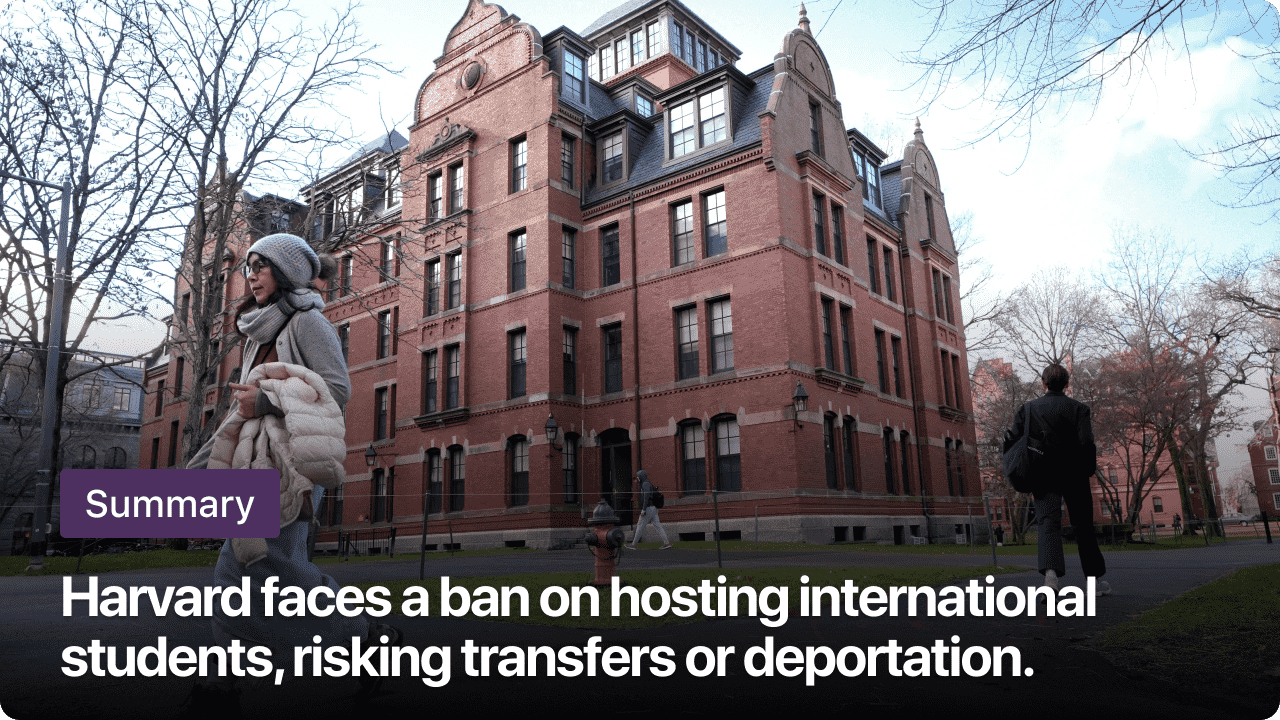 Summary
Harvard faces a ban on hosting international
students, risking transfers or deportation.